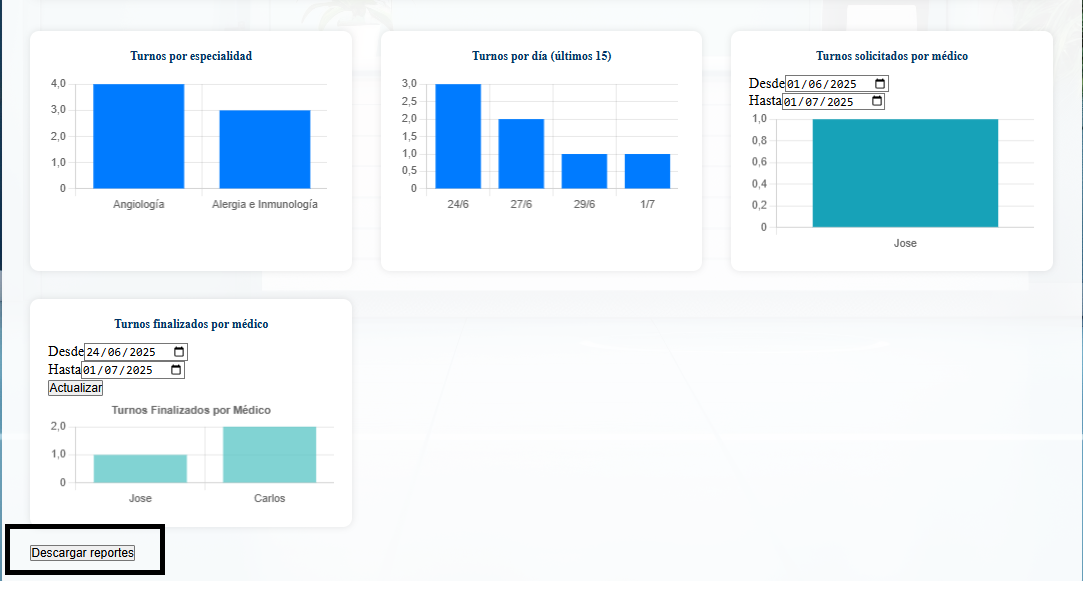 Turnos por especialidad
4,0
3,0
2,0
1,0
0
Angiología Alergia e Inmunología
Turnos por día (últimos 15)
3,0
2,5
2,0
1,5
1,0
0,5
0
24/6 27/6 29/6 1/7
Turnos solicitados por médico
Desde 01/06/2025
Hasta 01/07/2025
1,0
0,8
0,6
0,4
0,2
0
Jose
Turnos finalizados por médico
Desde 24/06/2025
Hasta 01/07/2025
Actualizar
Turnos Finalizados por Médico
2,0
1,0
0
Jose Carlos
Descargar reportes